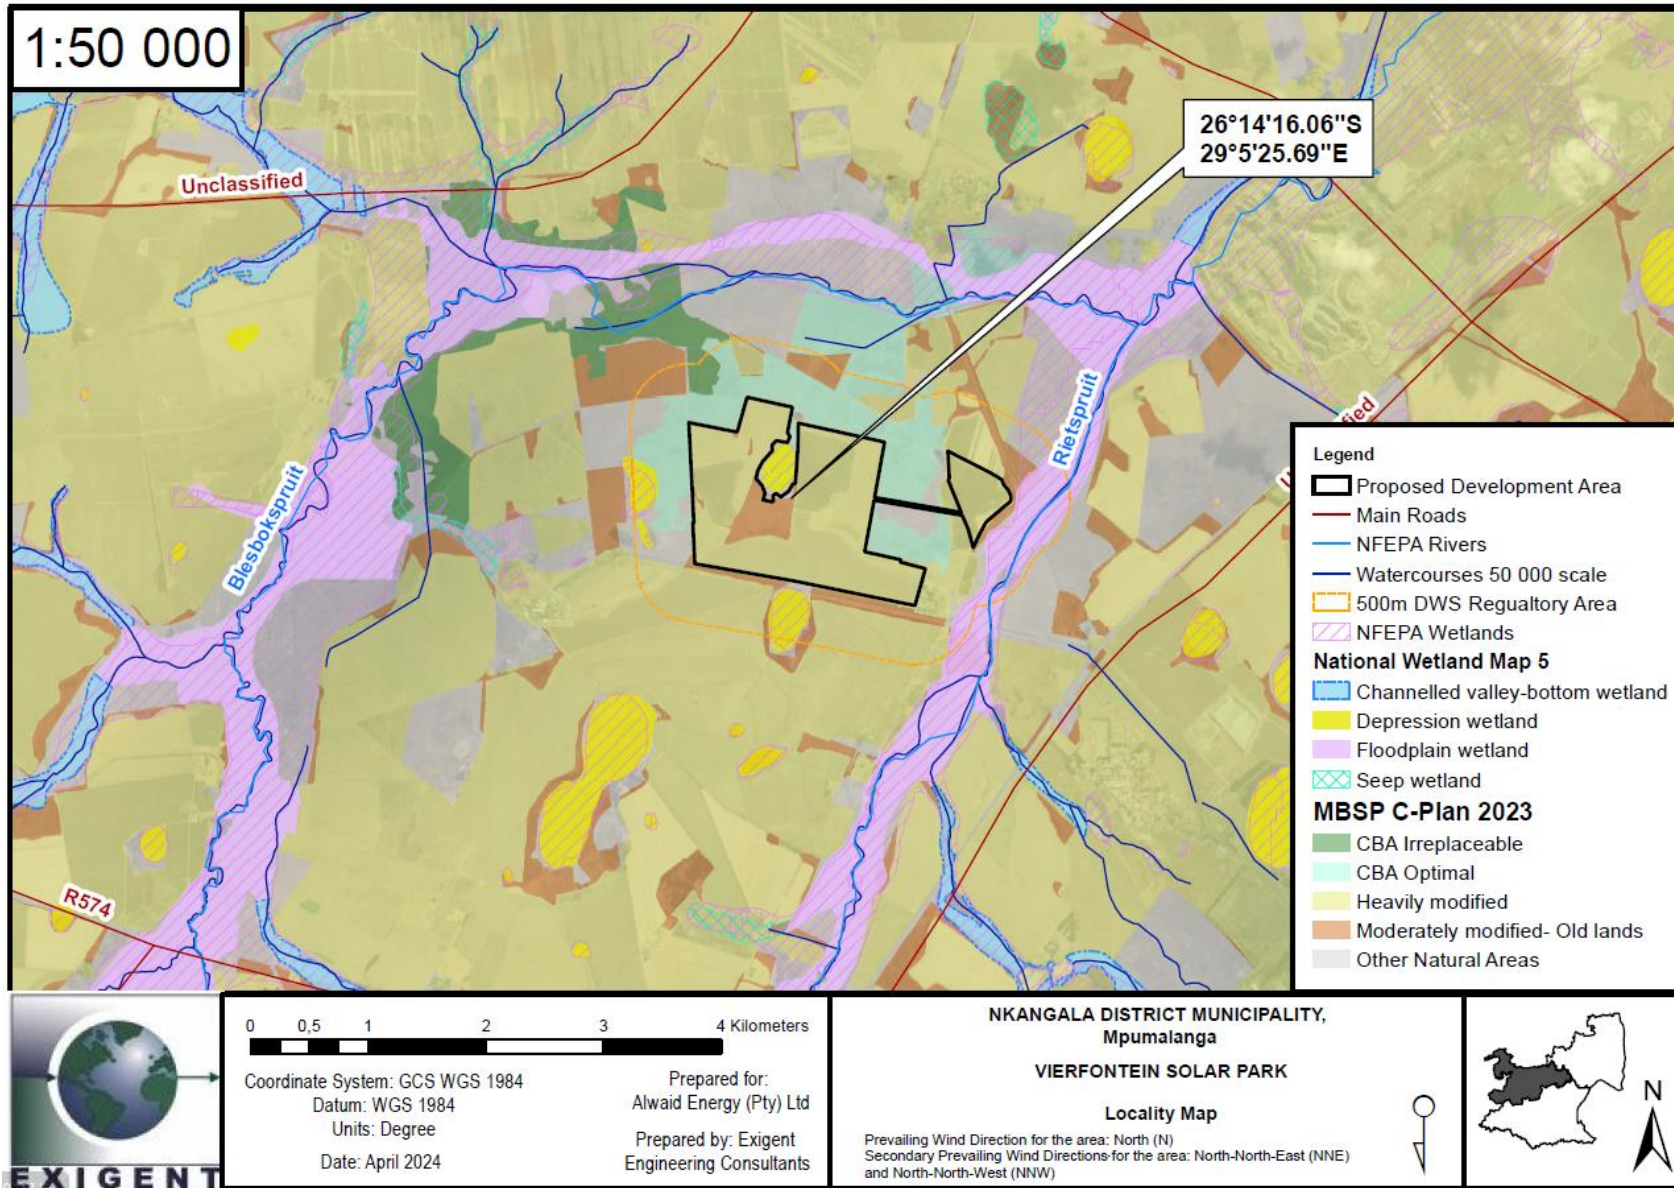 1:50 000
26°14'16.06"S
29°5'25.69"E
Unclassified
Blesbokspruit
Rietspruit
fied
R574
Legend
Proposed Development Area
Main Roads
NFEPA Rivers
Watercourses 50 000 scale
500m DWS Regualtory Area
NFEPA Wetlands
National Wetland Map 5
Channelled valley-bottom wetland
Depression wetland
Floodplain wetland
Seep wetland
MBSP C-Plan 2023
CBA Irreplaceable
CBA Optimal
Heavily modified
Moderately modified- Old lands
Other Natural Areas
EXIGENT
0 0,5 1 2 3 4 Kilometers
Coordinate System: GCS WGS 1984
Datum: WGS 1984
Units: Degree
Date: April 2024
Prepared for:
Alwaid Energy (Pty) Ltd
Prepared by: Exigent
Engineering Consultants
NKANGALA DISTRICT MUNICIPALITY,
Mpumalanga
VIERFONTEIN SOLAR PARK
Locality Map
Prevailing Wind Direction for the area: North (N)
Secondary Prevailing Wind Directions for the area: North-North-East (NNE)
and North-North-West (NNW)
N